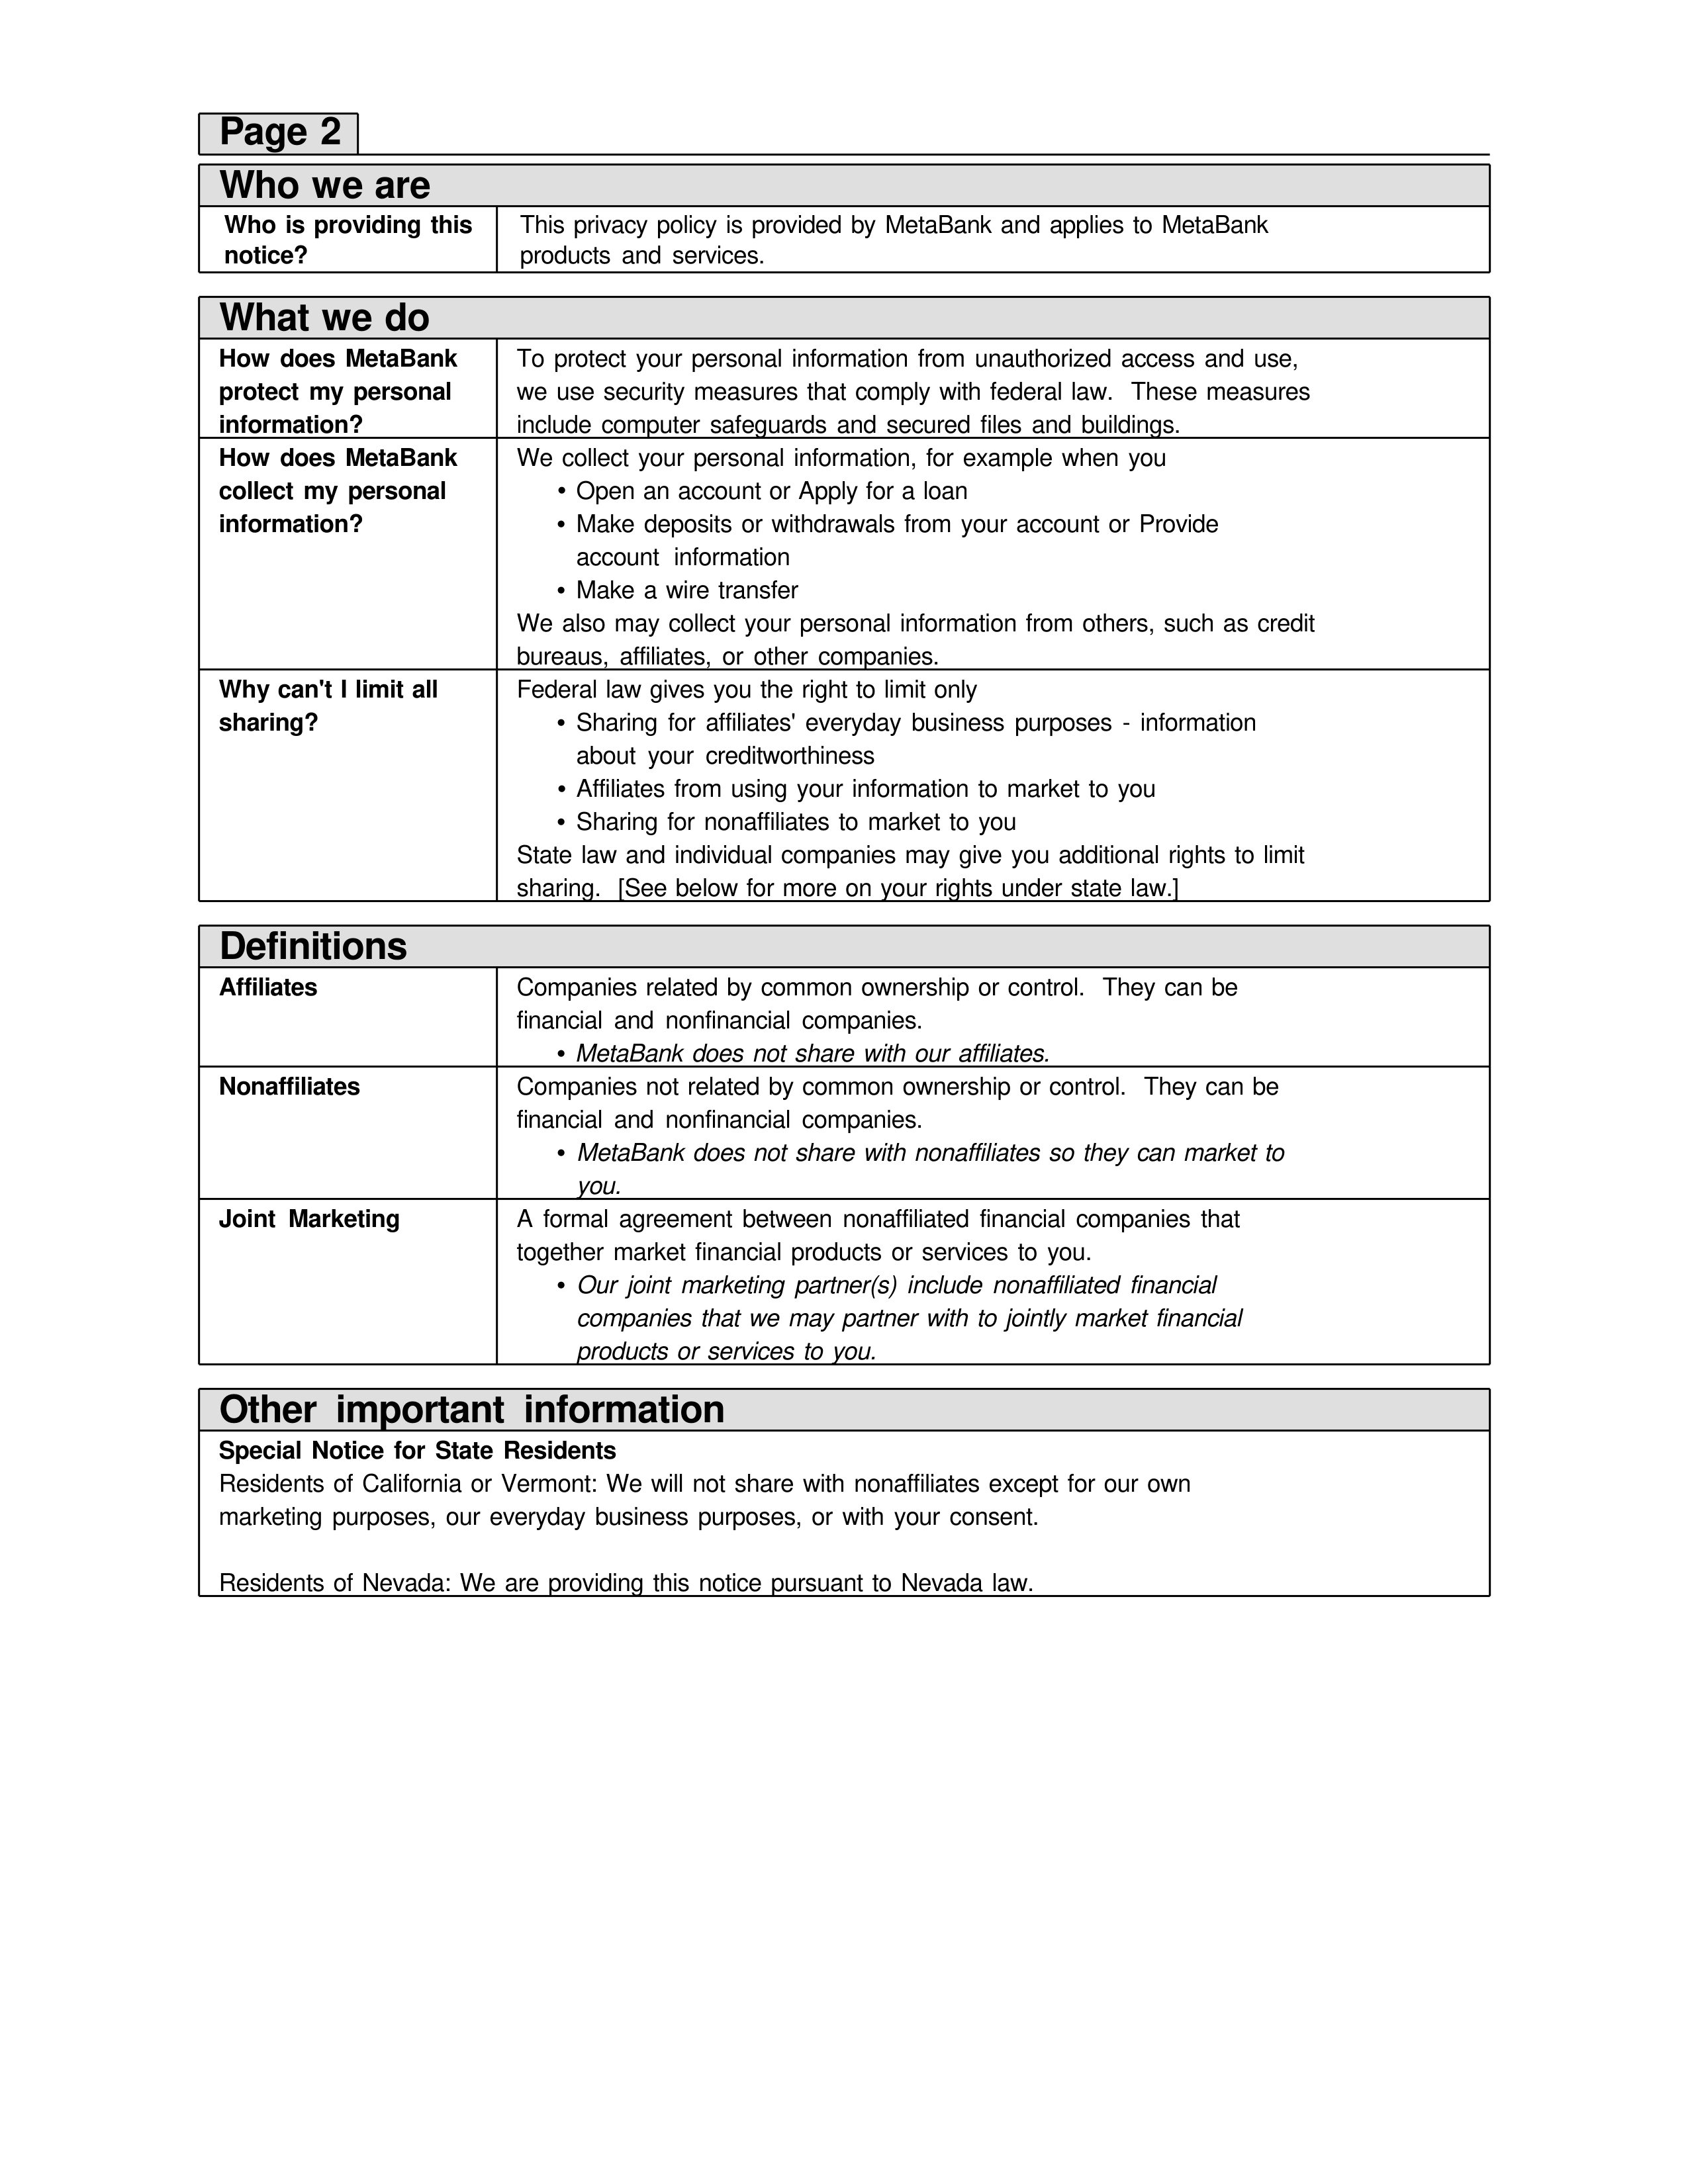 Page 2
Who we are
Who is providing this
notice?
This privacy policy is provided by MetaBank and applies to MetaBank
products and services.
What we do
How does MetaBank
protect my personal
information?
To protect your personal information from unauthorized access and use,
we use security measures that comply with federal law.  These measures
include computer safeguards and secured files and buildings.
How does MetaBank
collect my personal
information?
We collect your personal information, for example when you
• Open an account or Apply for a loan
• Make deposits or withdrawals from your account or Provide
account information
• Make a wire transfer
We also may collect your personal information from others, such as credit
bureaus, affiliates, or other companies.
Why can't I limit all
sharing?
Federal law gives you the right to limit only
• Sharing for affiliates' everyday business purposes - information
about your creditworthiness
• Affiliates from using your information to market to you
• Sharing for nonaffiliates to market to you
State law and individual companies may give you additional rights to limit
sharing.  [See below for more on your rights under state law.]
Definitions
Affiliates
Companies related by common ownership or control.  They can be
financial and nonfinancial companies.
• MetaBank does not share with our affiliates.
Nonaffiliates
Companies not related by common ownership or control.  They can be
financial and nonfinancial companies.
• MetaBank does not share with nonaffiliates so they can market to
you.
Joint Marketing
A formal agreement between nonaffiliated financial companies that
together market financial products or services to you.
• Our joint marketing partner(s) include nonaffiliated financial
companies that we may partner with to jointly market financial
products or services to you.
Other important information
Special Notice for State Residents
Residents of California or Vermont: We will not share with nonaffiliates except for our own
marketing purposes, our everyday business purposes, or with your consent.
Residents of Nevada: We are providing this notice pursuant to Nevada law.